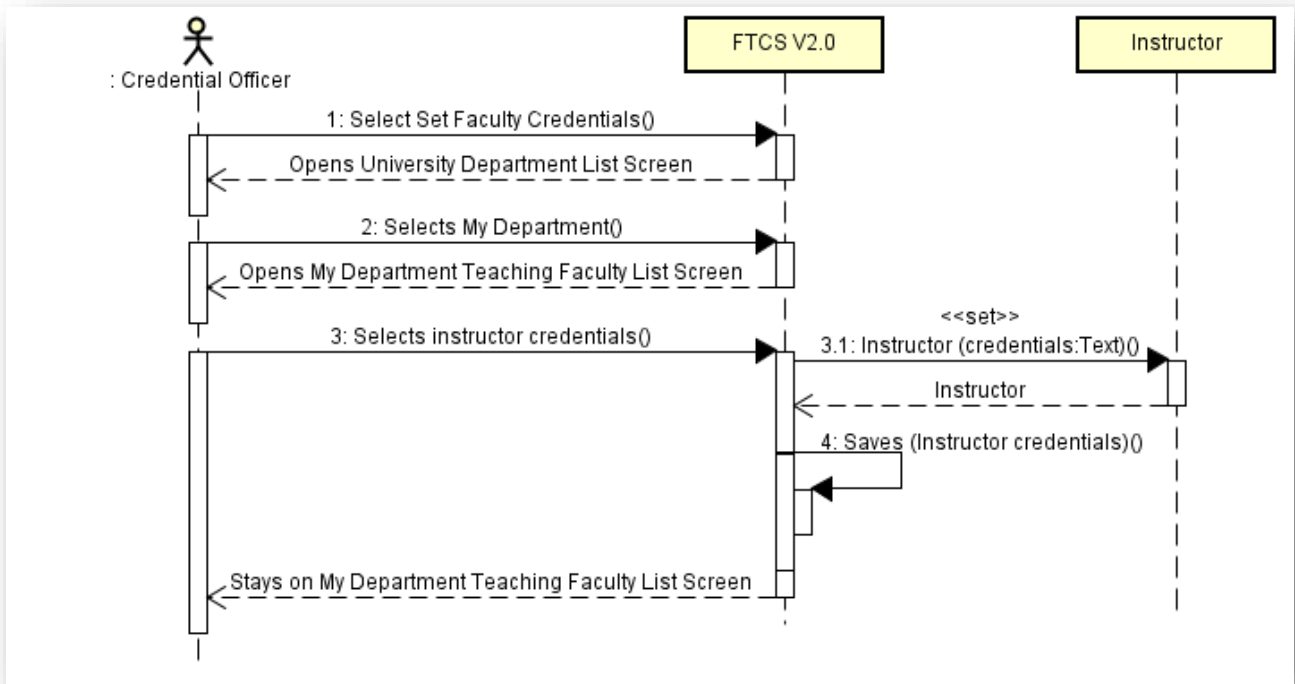 FTCS V2.0
Instructor
: Credential Officer
1: Select Set Faculty Credentials()
Opens University Department List Screen
2: Selects My Department()
Opens My Department Teaching Faculty List Screen
<<set>>
3: Selects instructor credentials()
3.1: Instructor (credentials:Text)()
Instructor
4: Saves (Instructor credentials)()
Stays on My Department Teaching Faculty List Screen